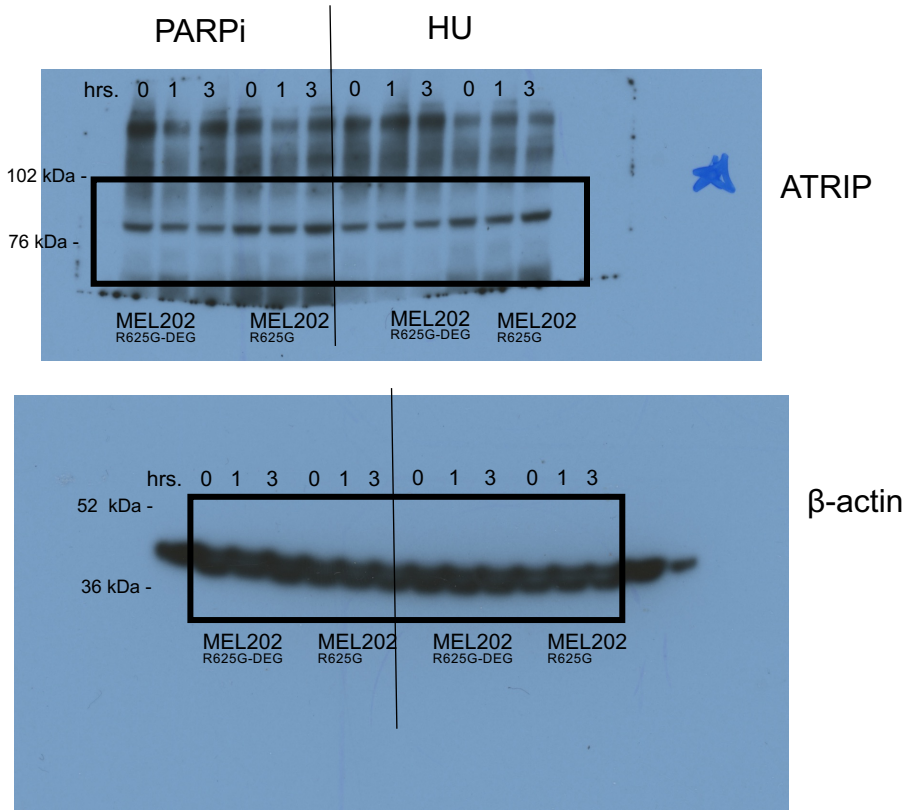 PARPi HU
hrs. 0 1 3 0 1 3 0 1 3 0 1 3
102 kDa -
ATRIP
76 kDa -
MEL202 MEL202 MEL202 MEL202
R625G-DEG R625G R625G-DEG R625G
hrs. 0 1 3 0 1 3 0 1 3 0 1 3
52 kDa -
β-actin
36 kDa -
MEL202 MEL202 MEL202 MEL202
R625G-DEG R625G R625G-DEG R625G